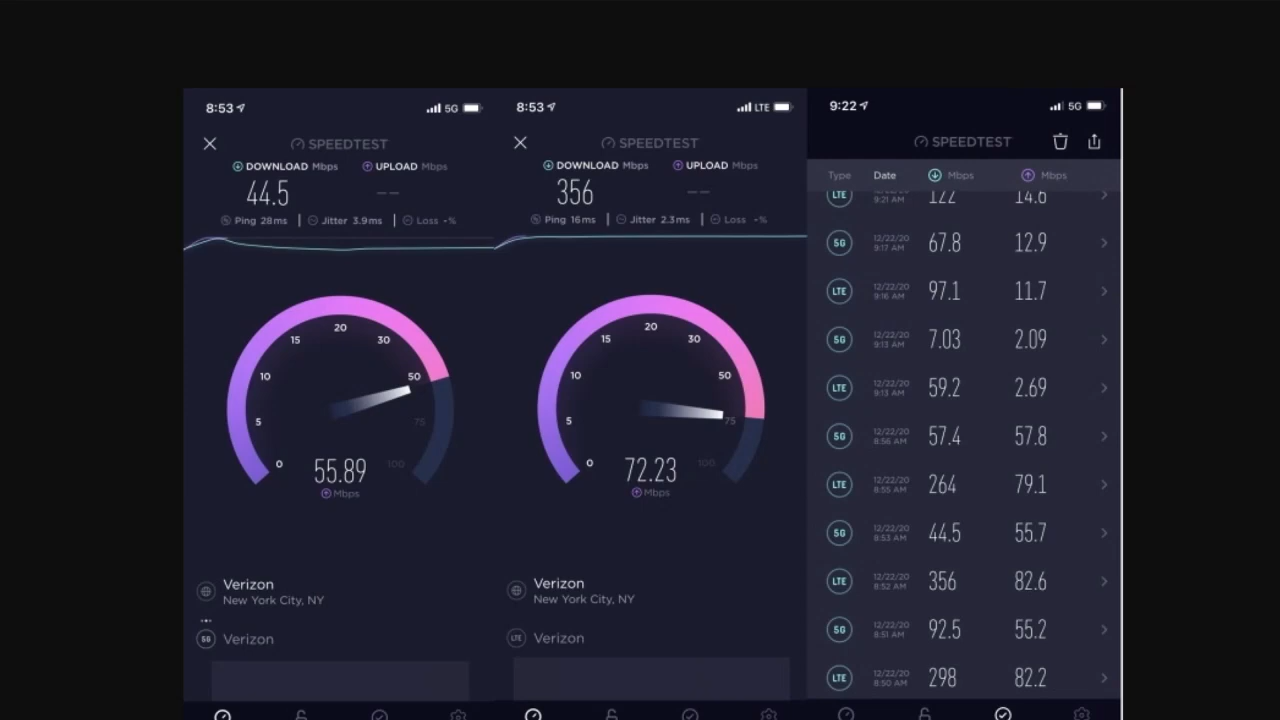 8:53
5G
SPEEDTEST
DOWNLOAD Mbps
UPLOAD Mbps
44.5
--
Ping 28ms
Jitter 3.9ms
Loss -%
0
5
10
15
20
30
50
75
100
55.89
Mbps
Verizon
New York City, NY
5G
Verizon
8:53
LTE
SPEEDTEST
DOWNLOAD Mbps
UPLOAD Mbps
356
--
Ping 16ms
Jitter 2.3ms
Loss -%
0
5
10
15
20
30
50
75
100
72.23
Mbps
Verizon
New York City, NY
LTE
Verizon
9:22
5G
SPEEDTEST
Type Date Mbps Mbps
LTE 9:21 AM 122 14.6
5G 12/22/20 9:17 AM 67.8 12.9
LTE 12/22/20 9:16 AM 97.1 11.7
5G 12/22/20 9:13 AM 7.03 2.09
LTE 12/22/20 9:13 AM 59.2 2.69
5G 12/22/20 8:56 AM 57.4 57.8
LTE 12/22/20 8:55 AM 264 79.1
5G 12/22/20 8:53 AM 44.5 55.7
LTE 12/22/20 8:52 AM 356 82.6
5G 12/22/20 8:51 AM 92.5 55.2
LTE 12/22/20 8:50 AM 298 82.2